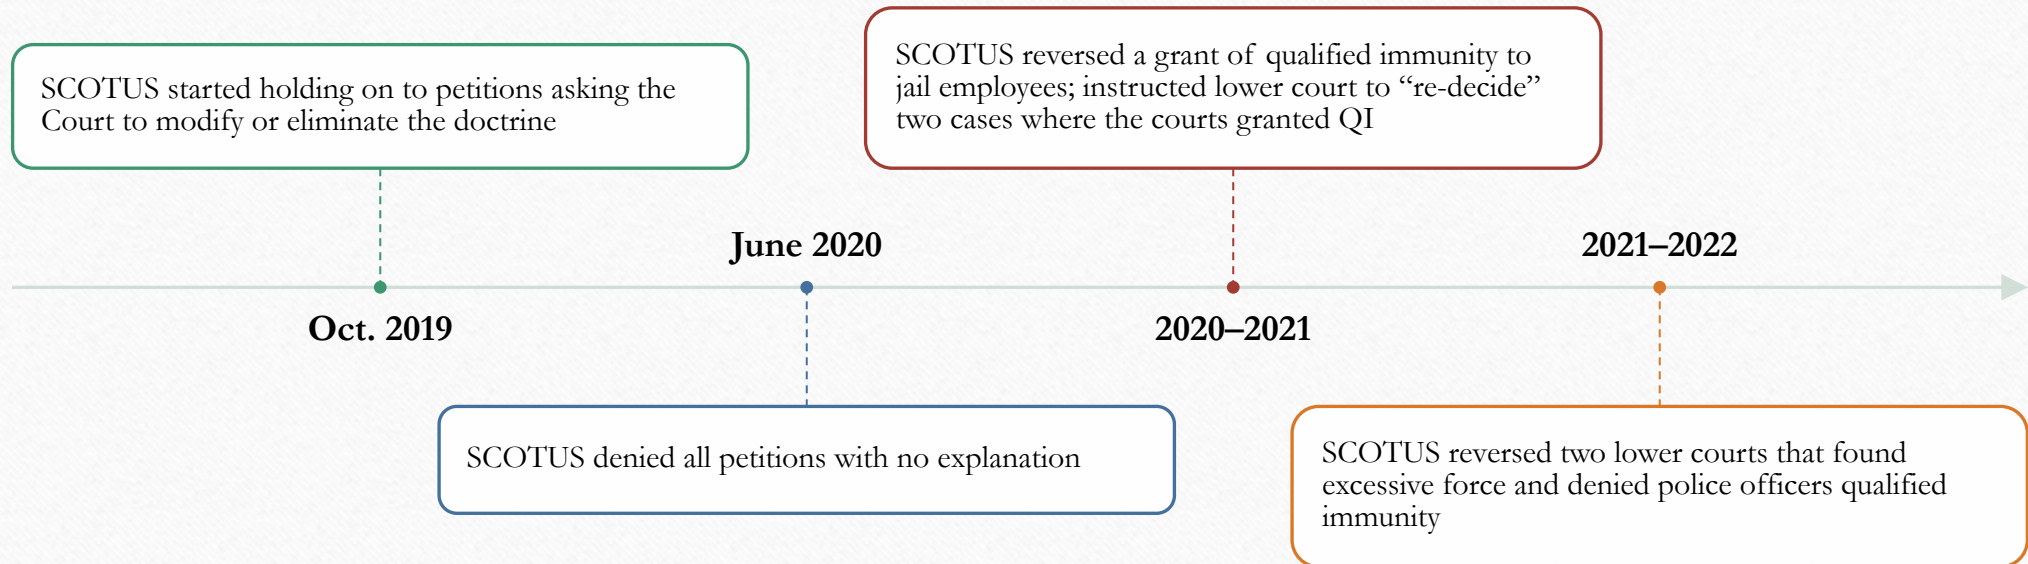 SCOTUS started holding on to petitions asking the
Court to modify or eliminate the doctrine
Oct. 2019
June 2020
SCOTUS denied all petitions with no explanation
SCOTUS reversed a grant of qualified immunity to
jail employees; instructed lower court to “re-decide”
two cases where the courts granted QI
2020–2021
2021–2022
SCOTUS reversed two lower courts that found
excessive force and denied police officers qualified
immunity